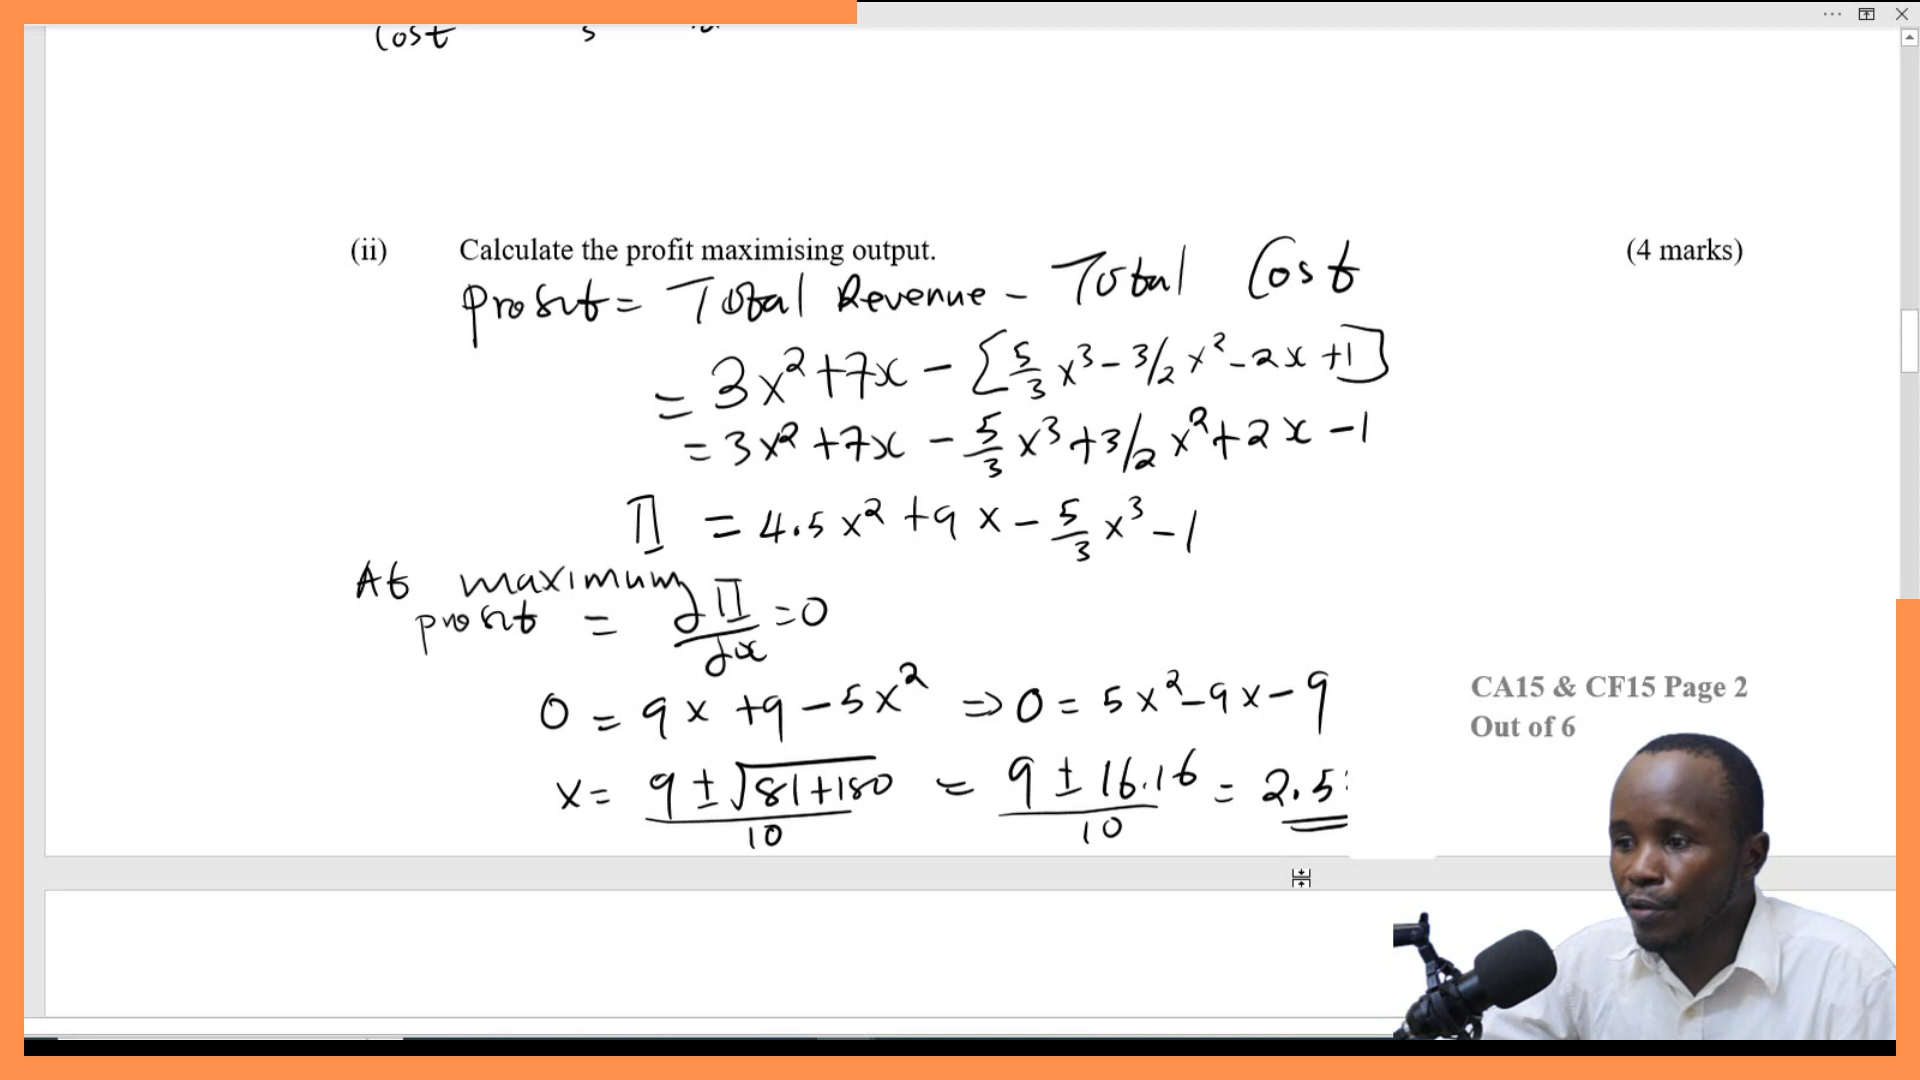 Cost s
(ii) Calculate the profit maximising output. (4 marks)
Profit = Total Revenue - Total Cost
= 3x² + 7x - [5/3 x³ - 3/2 x² - 2x + 1]
= 3x² + 7x - 5/3 x³ + 3/2 x² + 2x - 1
Π = 4.5x² + 9x - 5/3 x³ - 1
At maximum
profit = dΠ/dx = 0
0 = 9x + 9 - 5x² => 0 = 5x² - 9x - 9
CA15 & CF15 Page 2
Out of 6
x = 9 ± √81+180 / 10 = 9 ± 16.16 / 10 = 2.5